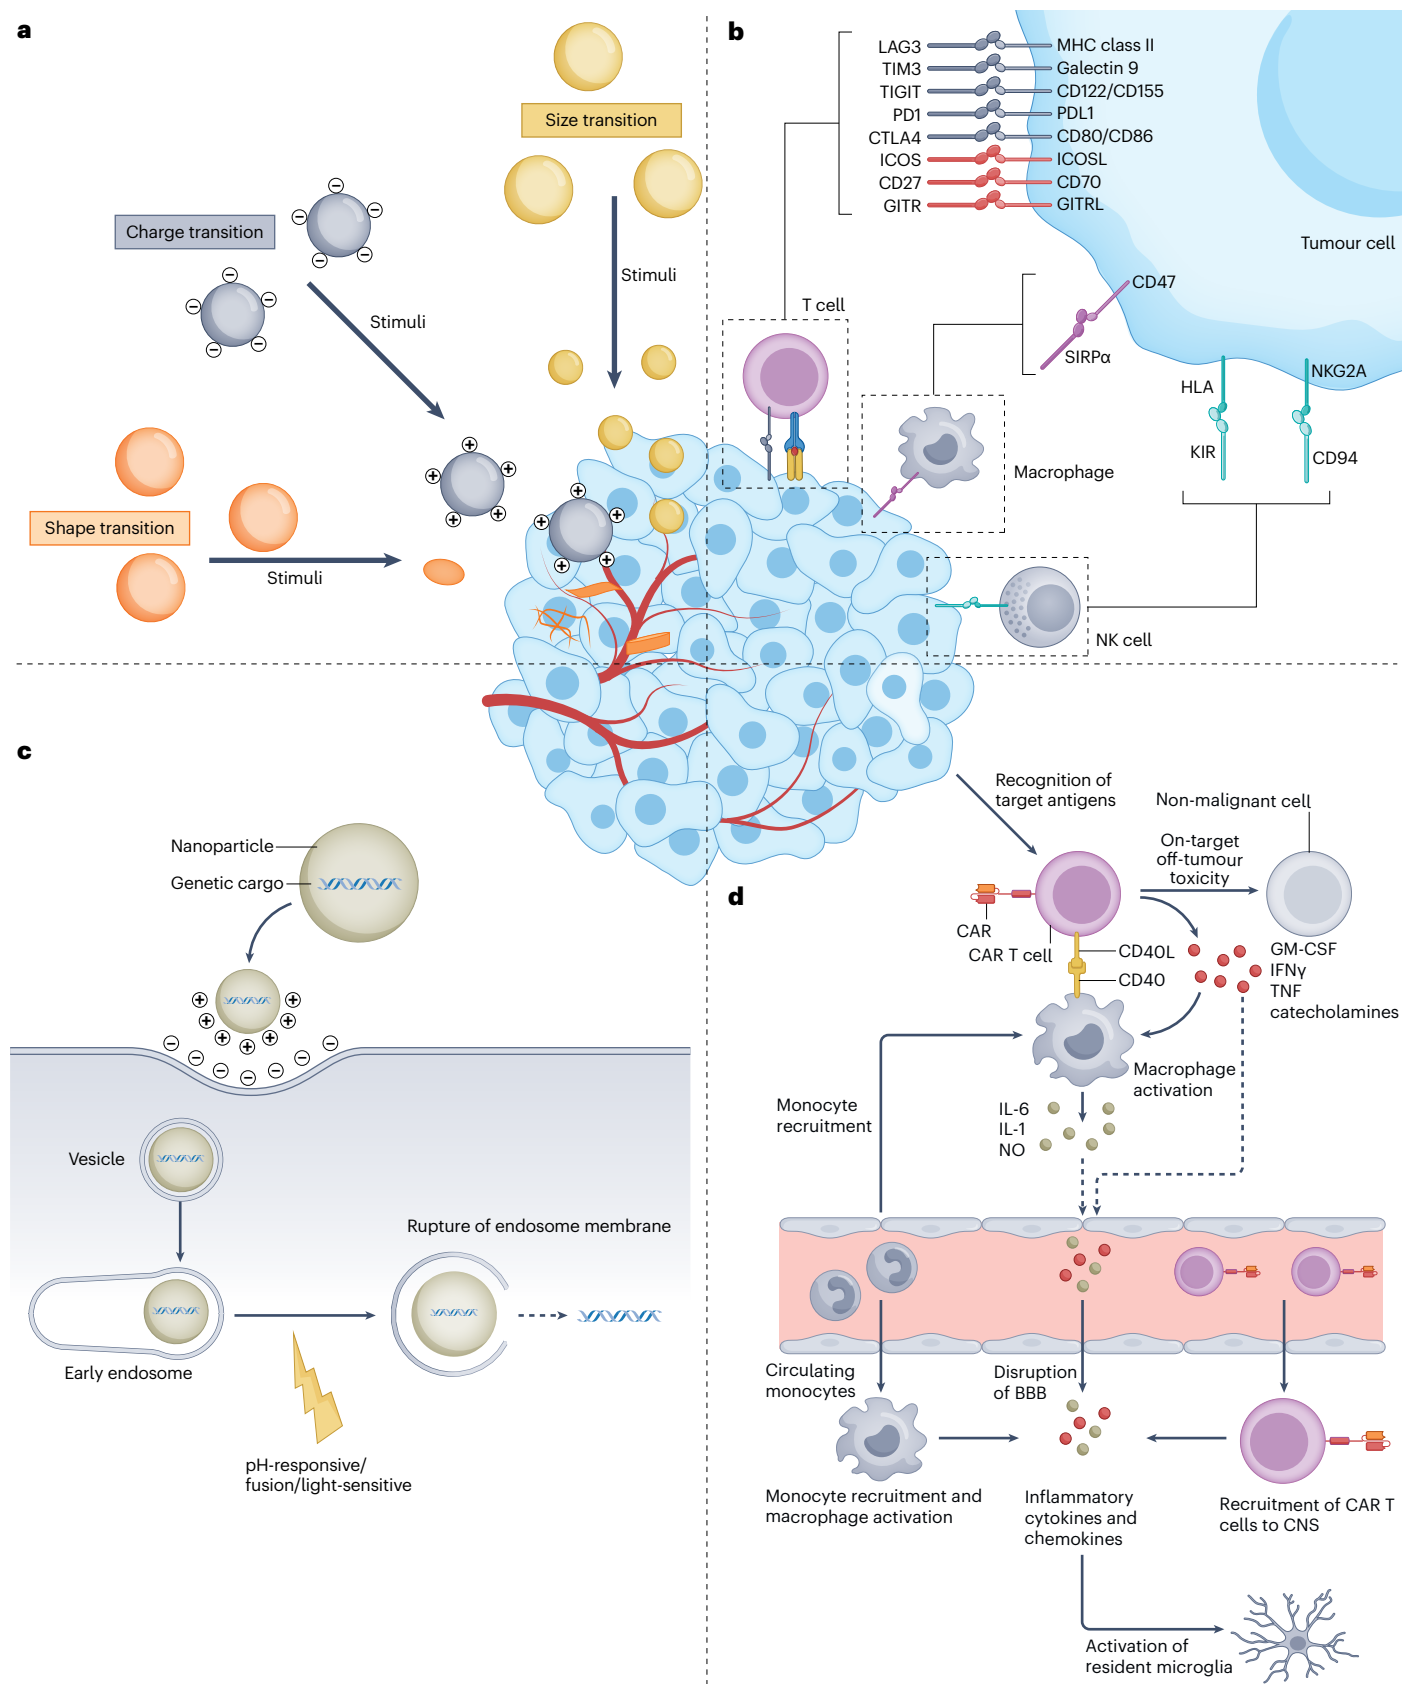 a
Size transition
Charge transition
Stimuli
Stimuli
Shape transition
Stimuli
b
LAG3
MHC class II
TIM3
Galectin 9
TIGIT
CD122/CD155
PD1
PDL1
CTLA4
CD80/CD86
ICOS
ICOSL
CD27
CD70
GITR
GITRL
Tumour cell
T cell
CD47
SIRPα
Macrophage
HLA
NKG2A
KIR
CD94
NK cell
c
Nanoparticle
Genetic cargo
Vesicle
Rupture of endosome membrane
Early endosome
pH-responsive/
fusion/light-sensitive
d
Recognition of
target antigens
Non-malignant cell
On-target
off-tumour
toxicity
CAR
CAR T cell
CD40L
CD40
GM-CSF
IFNγ
TNF
catecholamines
Macrophage
activation
Monocyte
recruitment
IL-6
IL-1
NO
Circulating
monocytes
Disruption
of BBB
Monocyte recruitment and
macrophage activation
Inflammatory
cytokines and
chemokines
Recruitment of CAR T
cells to CNS
Activation of
resident microglia